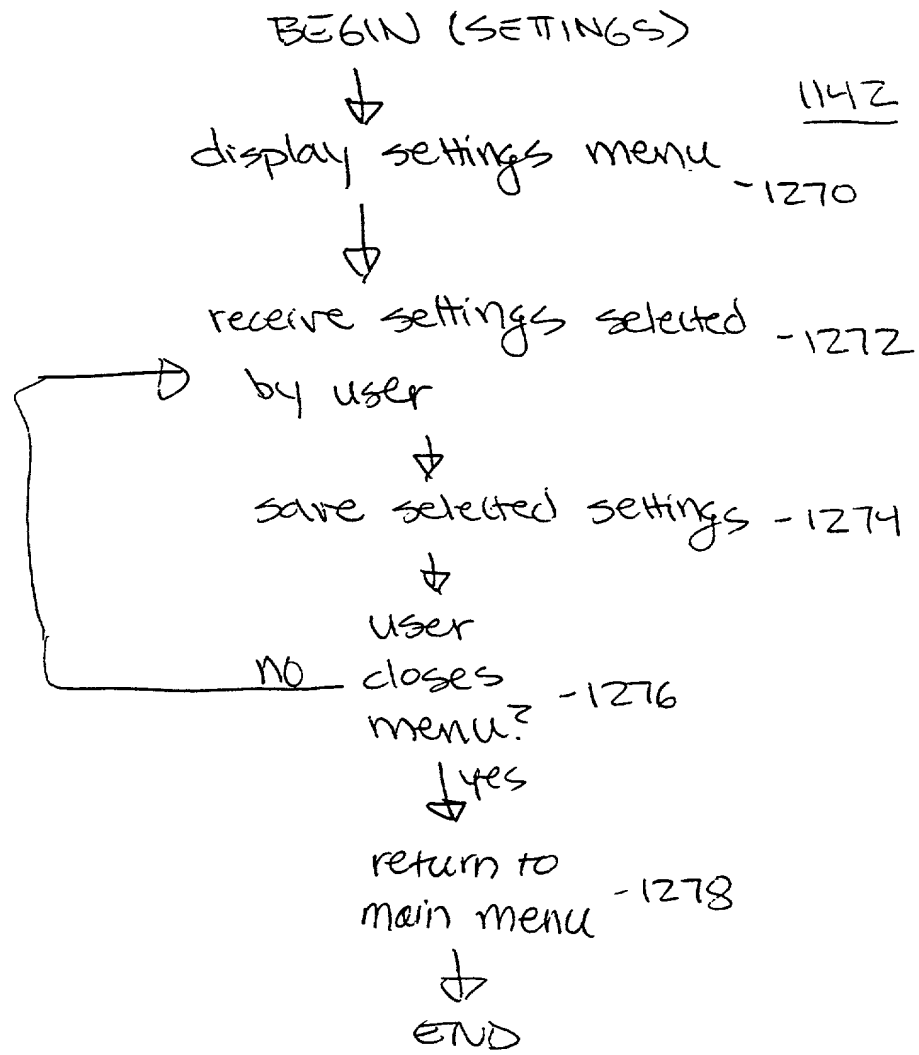 BEGIN (SETTINGS)
1142
display settings menu
-1270
receive settings selected
-1272
by user
save selected settings -1274
user
no closes
-1276
menu?
yes
return to
-1278
main menu
END